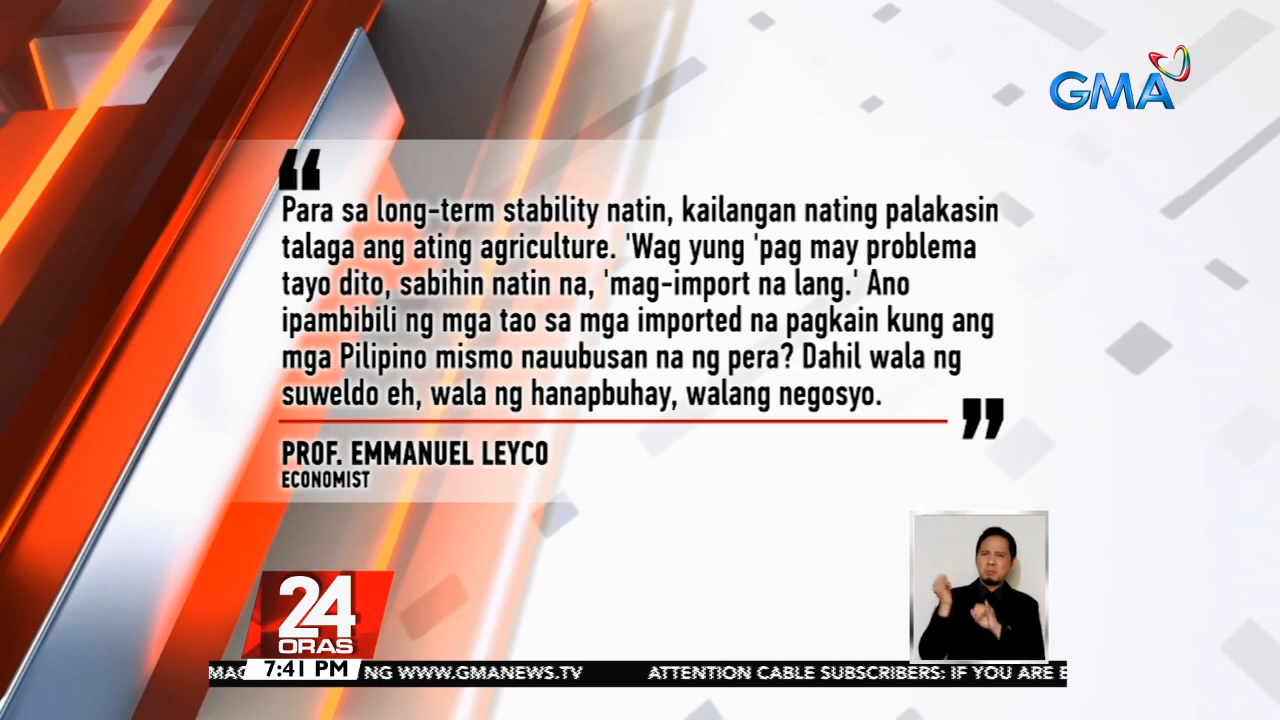 GMA
“
Para sa long-term stability natin, kailangan nating palakasin
talaga ang ating agriculture. 'Wag yung 'pag may problema
tayo dito, sabihin natin na, 'mag-import na lang.' Ano
ipambibili ng mga tao sa mga imported na pagkain kung ang
mga Pilipino mismo nauubusan na ng pera? Dahil wala ng
suweldo eh, wala ng hanapbuhay, walang negosyo.
”
PROF. EMMANUEL LEYCO
ECONOMIST
24
ORAS
7:41 PM
NG WWW.GMANEWS.TV ATTENTION CABLE SUBSCRIBERS: IF YOU ARE